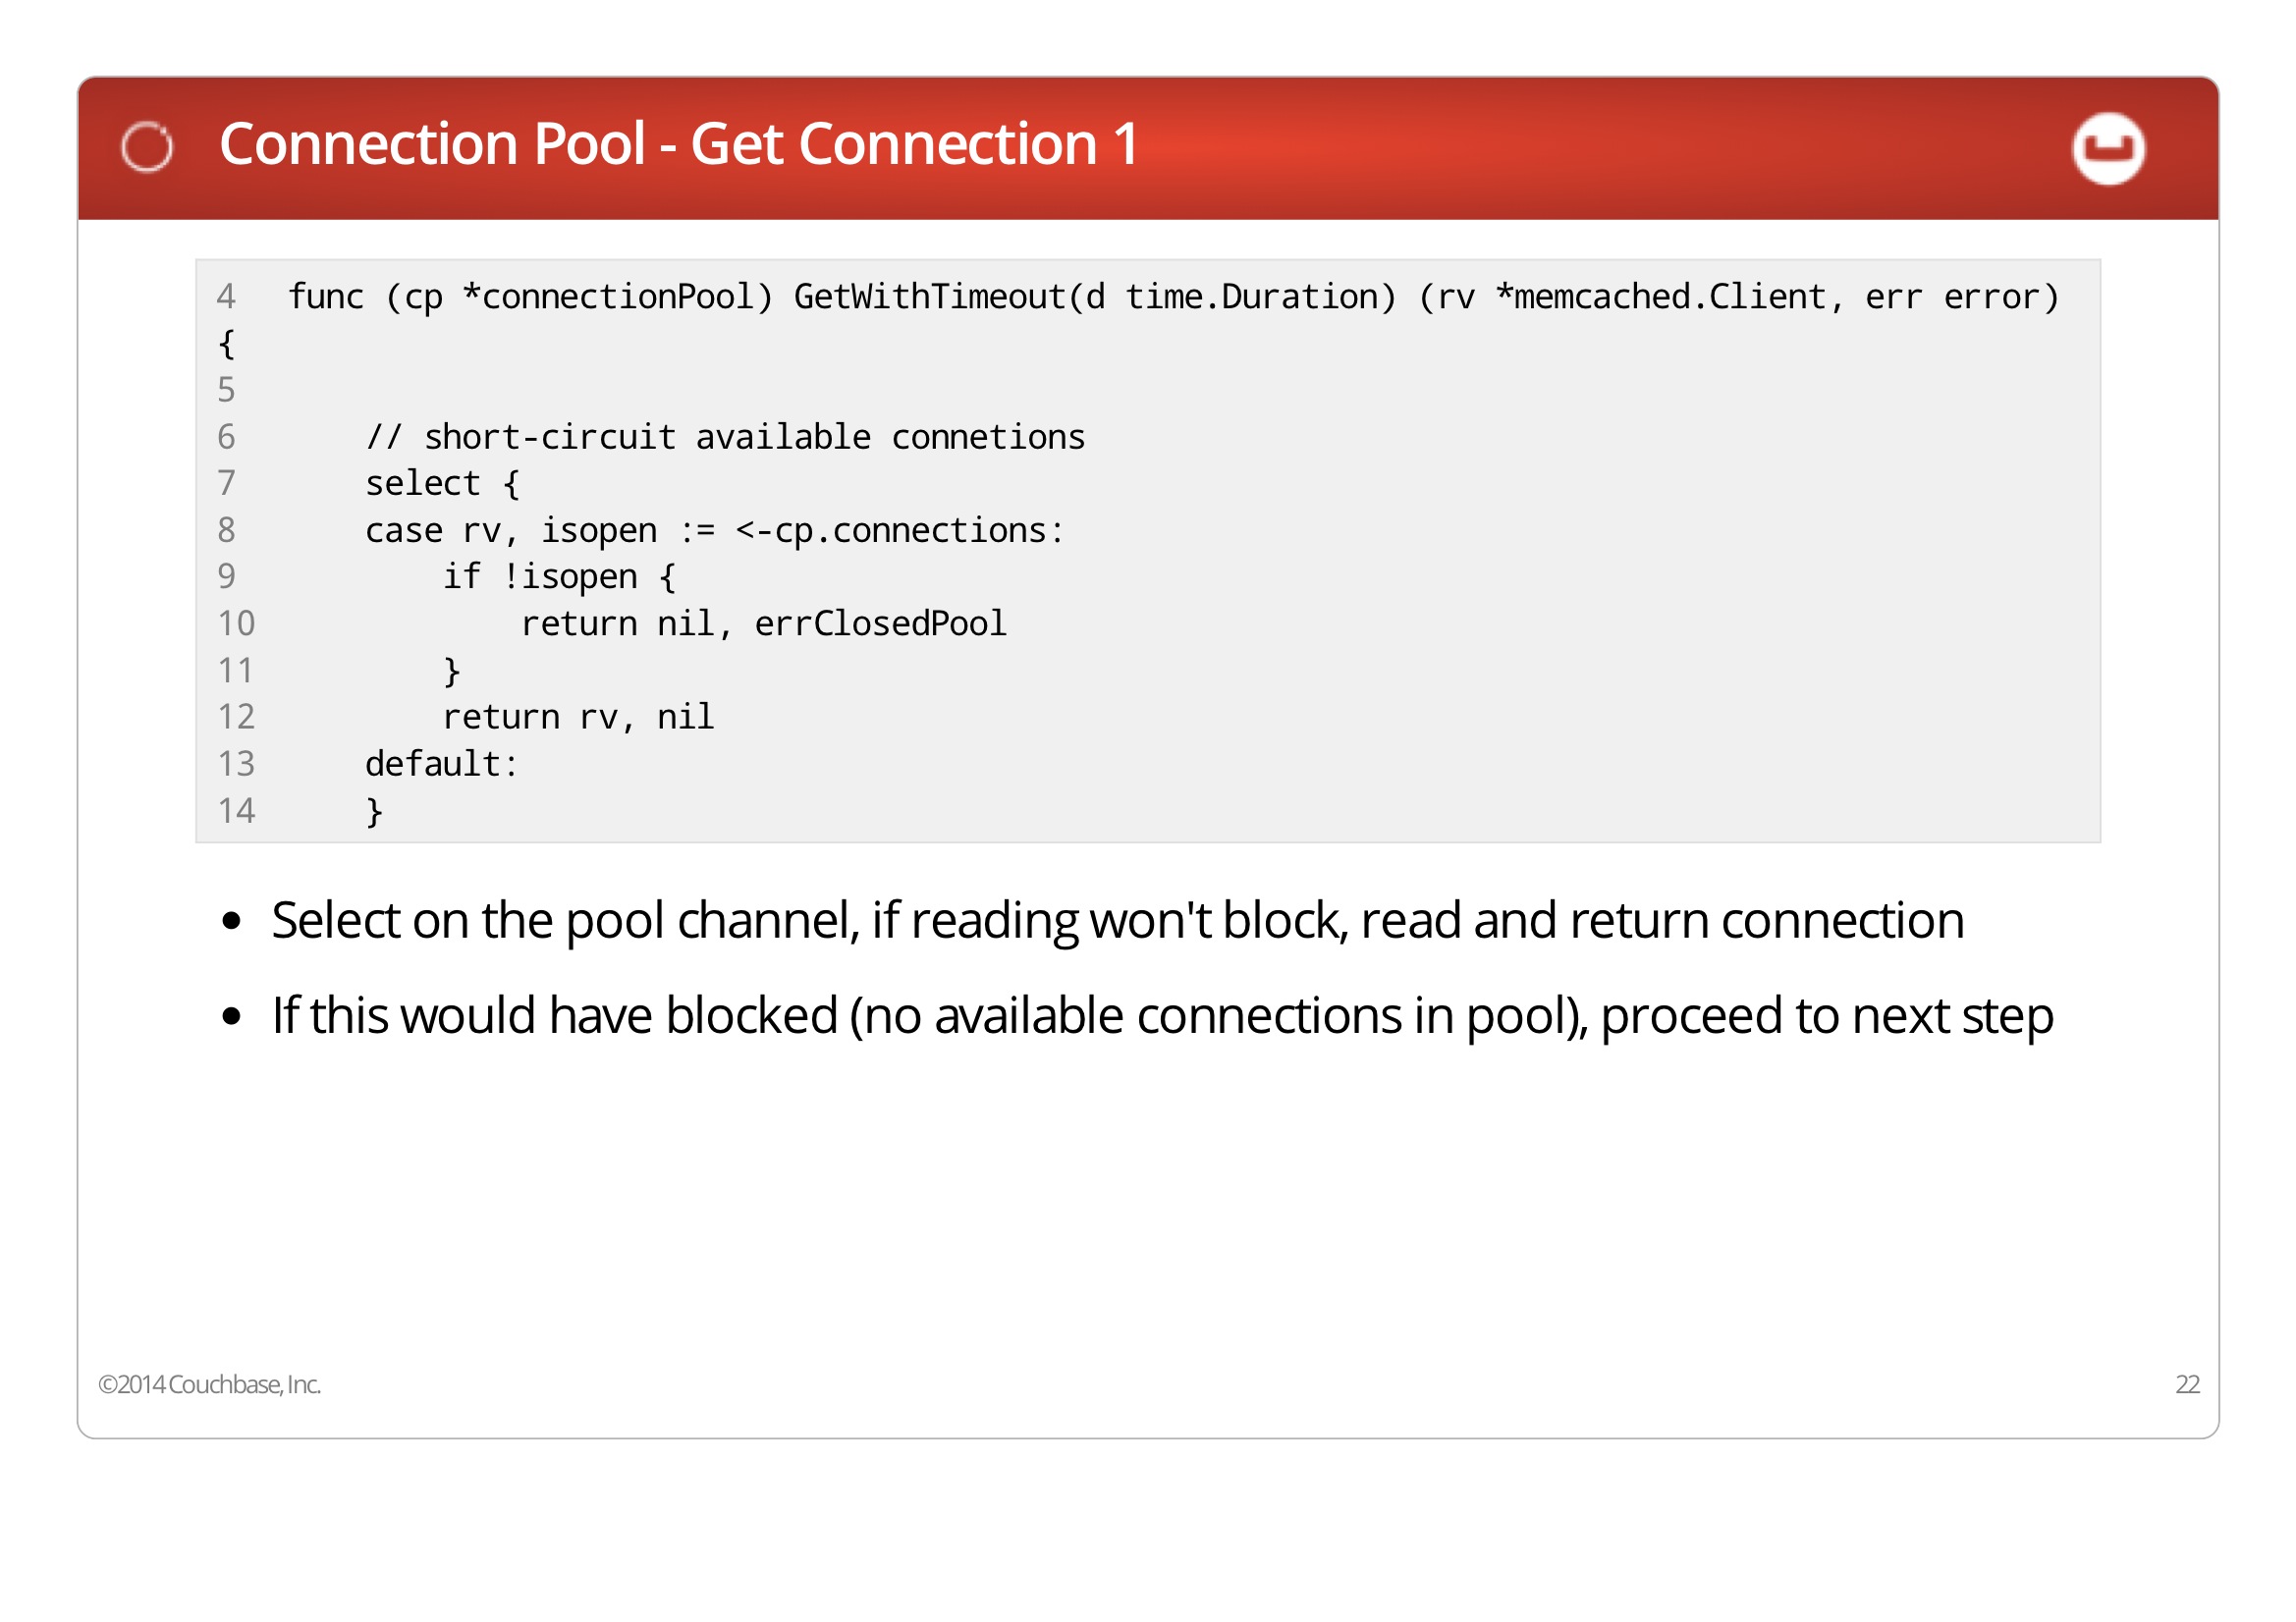 Connection Pool - Get Connection 1
4 func (cp *connectionPool) GetWithTimeout(d time.Duration) (rv *memcached.Client, err error)
{
5
6 // short-circuit available connetions
7 select {
8 case rv, isopen := <-cp.connections:
9 if !isopen {
10 return nil, errClosedPool
11 }
12 return rv, nil
13 default:
14 }
• Select on the pool channel, if reading won't block, read and return connection
• If this would have blocked (no available connections in pool), proceed to next step
©2014 Couchbase, Inc.
22